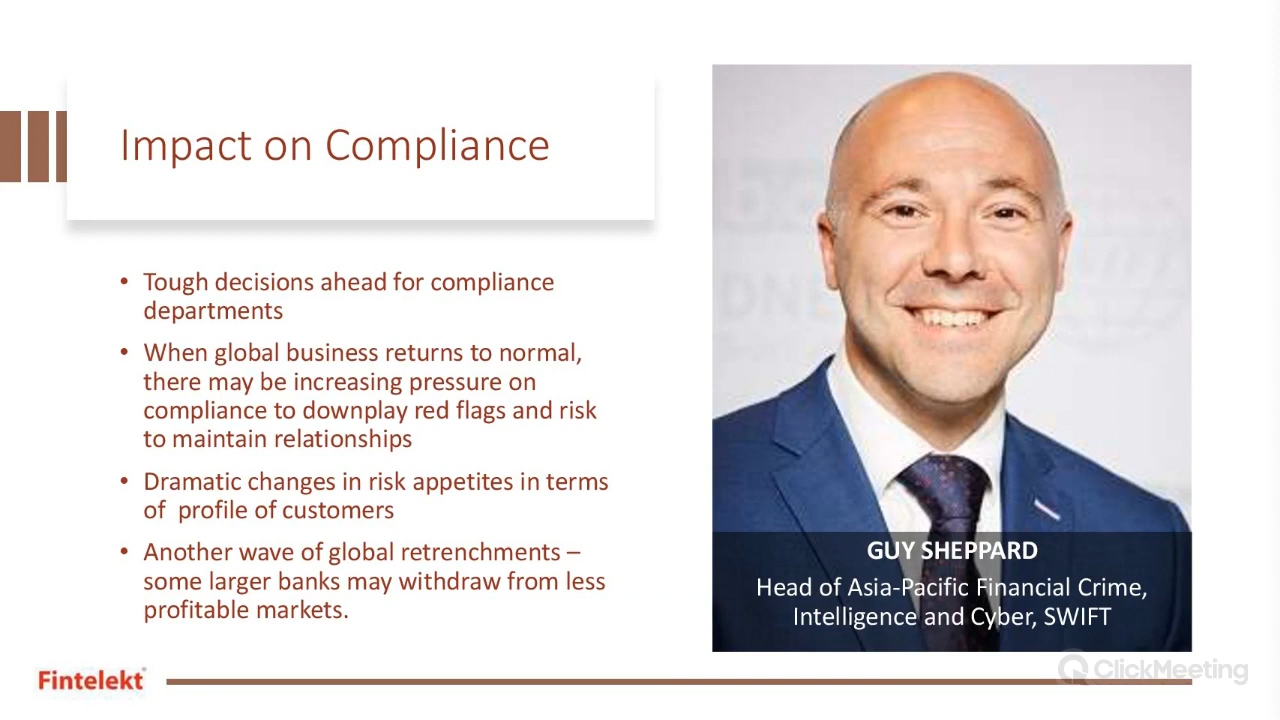 Impact on Compliance
• Tough decisions ahead for compliance
departments
• When global business returns to normal,
there may be increasing pressure on
compliance to downplay red flags and risk
to maintain relationships
• Dramatic changes in risk appetites in terms
of  profile of customers
• Another wave of global retrenchments –
some larger banks may withdraw from less
profitable markets.
GUY SHEPPARD
Head of Asia-Pacific Financial Crime,
Intelligence and Cyber, SWIFT
Fintelekt
ClickMeeting